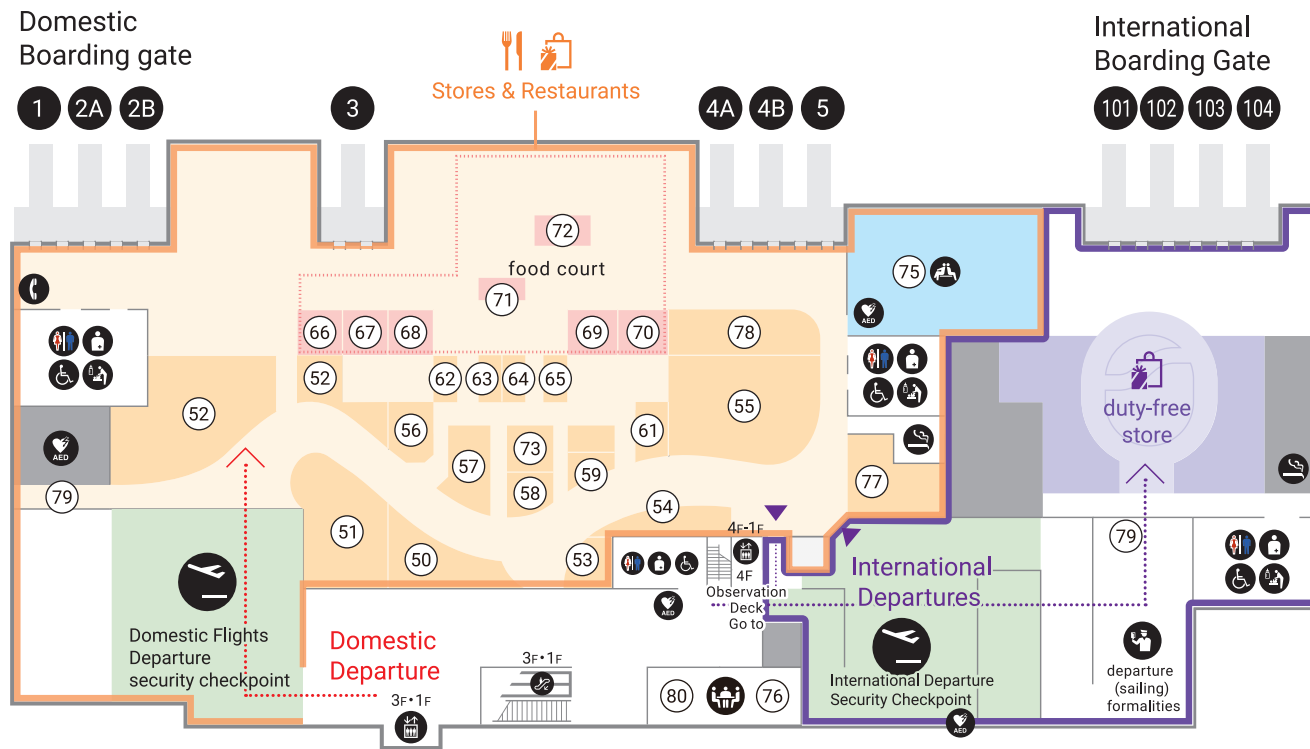 Domestic
Boarding gate
International
Boarding Gate
Stores & Restaurants
1
2A
2B
3
4A
4B
5
101
102
103
104
72
food court
75
71
AED
66
67
68
69
70
78
52
62
63
64
65
52
55
duty-free
store
56
61
AED
57
73
59
58
77
79
54
51
50
53
4F-1F
79
4F
Observation
Deck
Go to
International
Departures
AED
Domestic Flights
Departure
security checkpoint
Domestic
Departure
3F・1F
3F・1F
80
76
International Departure
Security Checkpoint
departure
(sailing)
formalities
AED